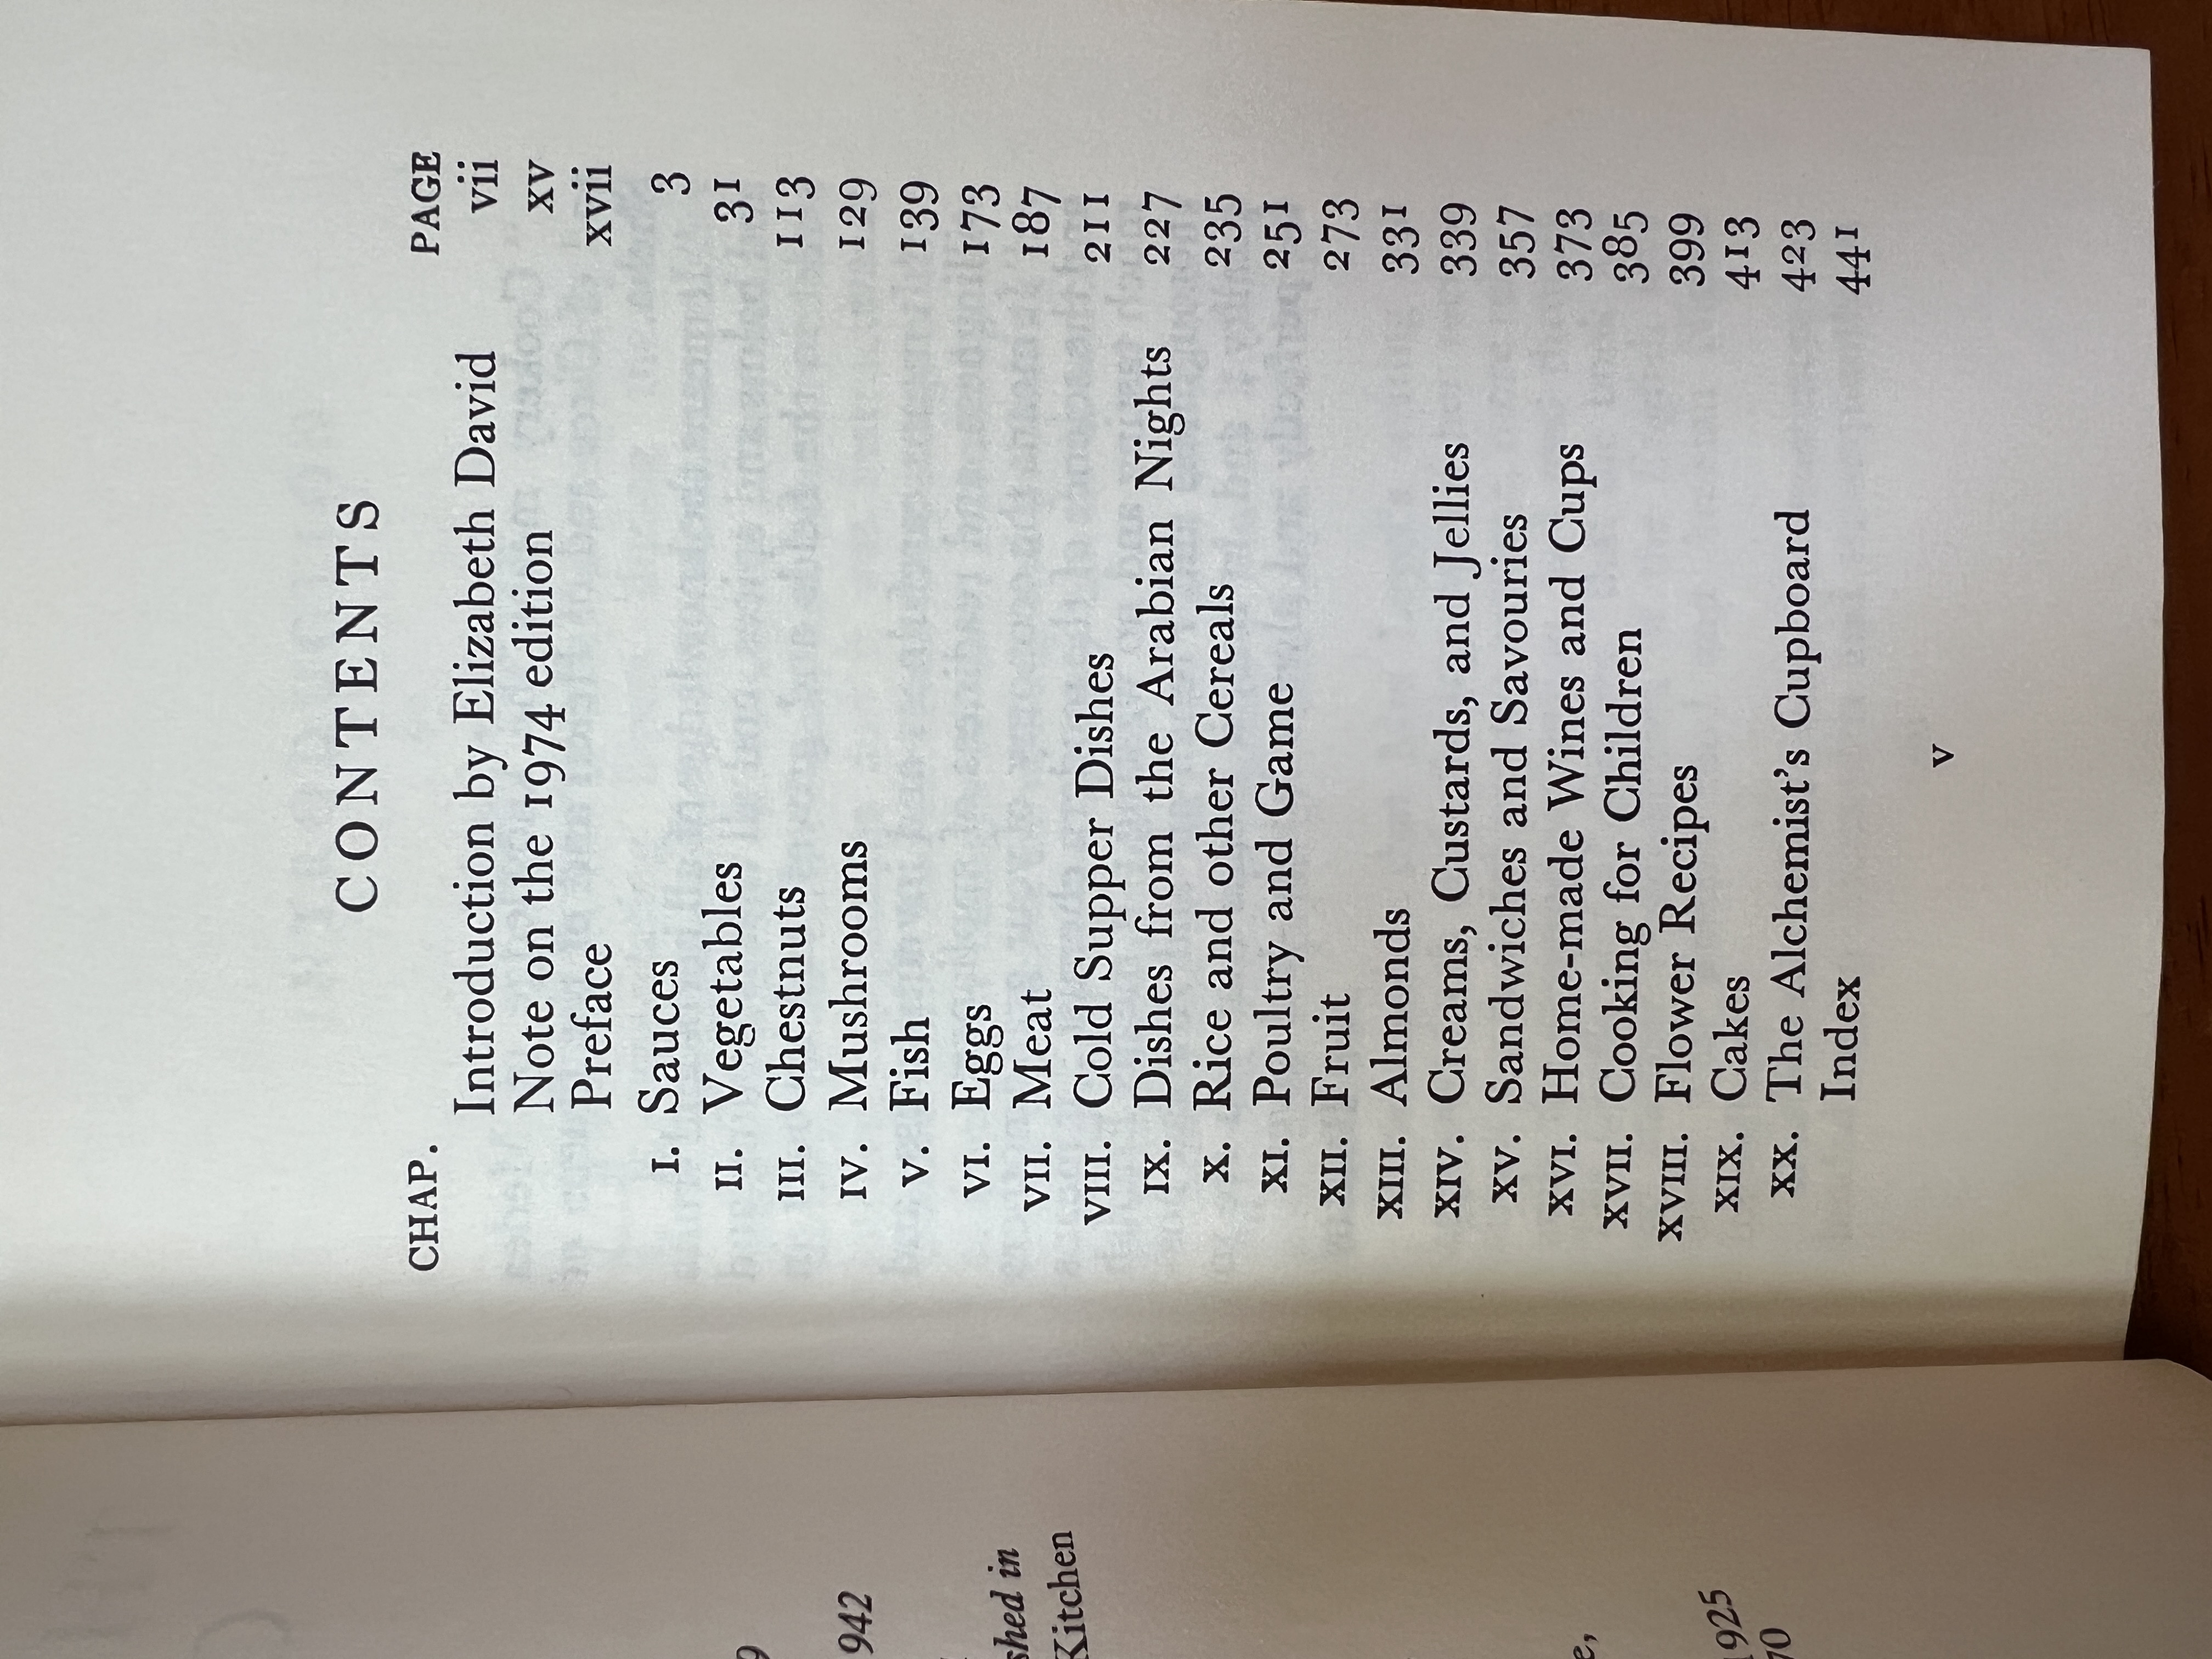 CONTENTS
CHAP. PAGE
Introduction by Elizabeth David vii
Note on the 1974 edition xv
Preface xvii
I. Sauces 3
II. Vegetables 31
III. Chestnuts 113
IV. Mushrooms 129
V. Fish 139
VI. Eggs 173
VII. Meat 187
VIII. Cold Supper Dishes 211
IX. Dishes from the Arabian Nights 227
X. Rice and other Cereals 235
XI. Poultry and Game 251
XII. Fruit 273
XIII. Almonds 331
XIV. Creams, Custards, and Jellies 339
XV. Sandwiches and Savouries 357
XVI. Home-made Wines and Cups 373
XVII. Cooking for Children 385
XVIII. Flower Recipes 399
XIX. Cakes 413
XX. The Alchemist's Cupboard 423
Index 441
v
942
shed in
Kitchen
1925